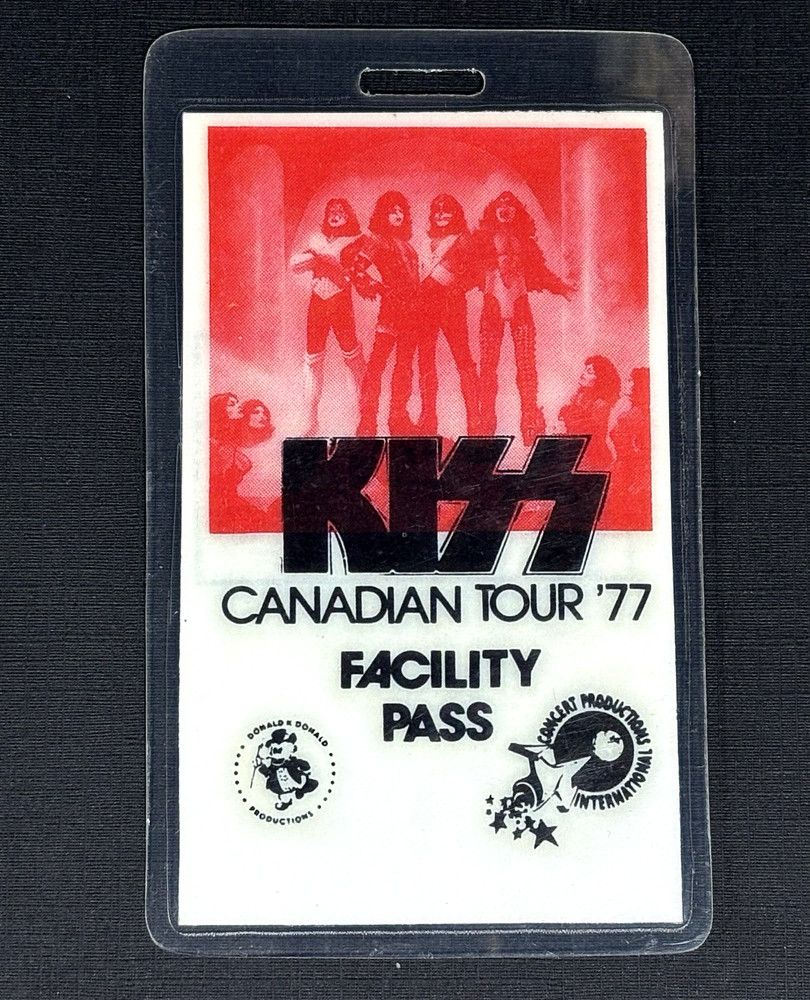 KISS
CANADIAN TOUR '77
FACILITY
PASS
DONALD K DONALD
PRODUCTIONS
CONCERT PRODUCTIONS
INTERNATIONAL